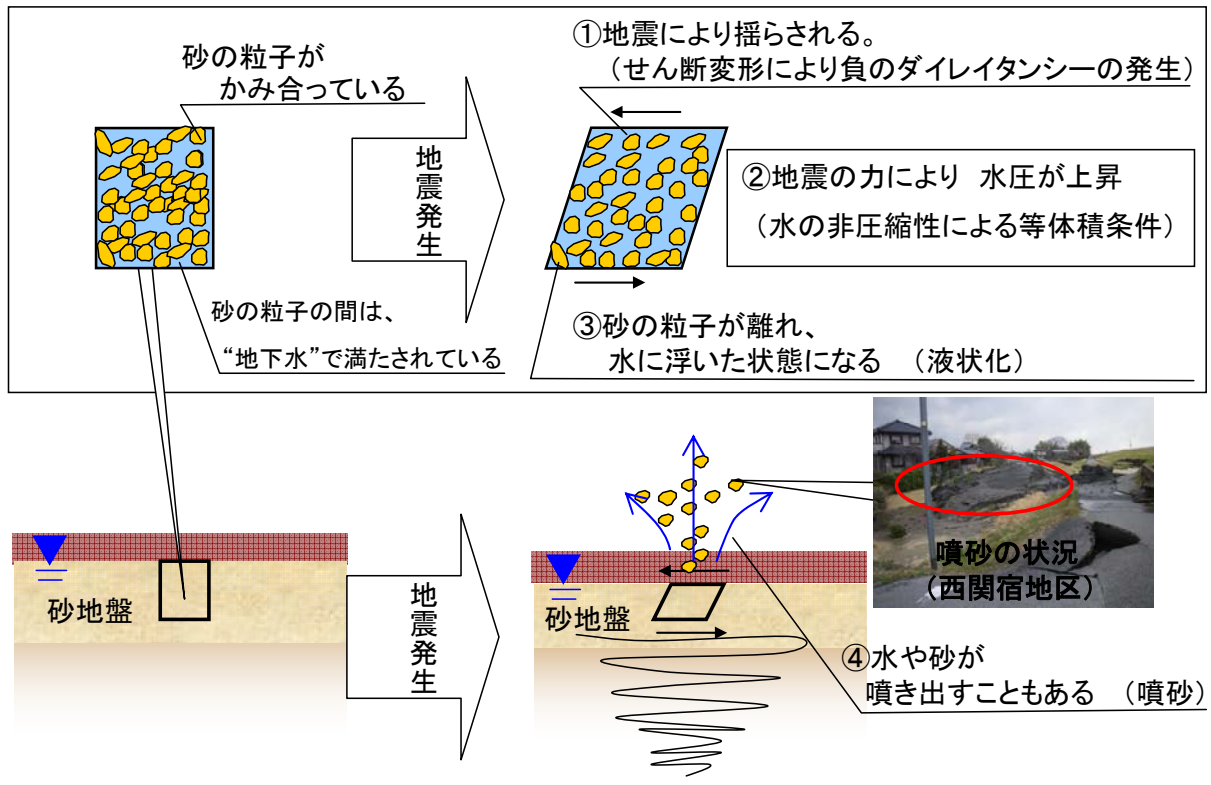 砂の粒子が
かみ合っている
地震発生
①地震により揺らされる。
（せん断変形により負のダイレイタンシーの発生）
②地震の力により 水圧が上昇
（水の非圧縮性による等体積条件）
砂の粒子の間は、
“地下水”で満たされている
③砂の粒子が離れ、
水に浮いた状態になる （液状化）
砂地盤
地震発生
砂地盤
噴砂の状況
（西関宿地区）
④水や砂が
噴き出すこともある （噴砂）